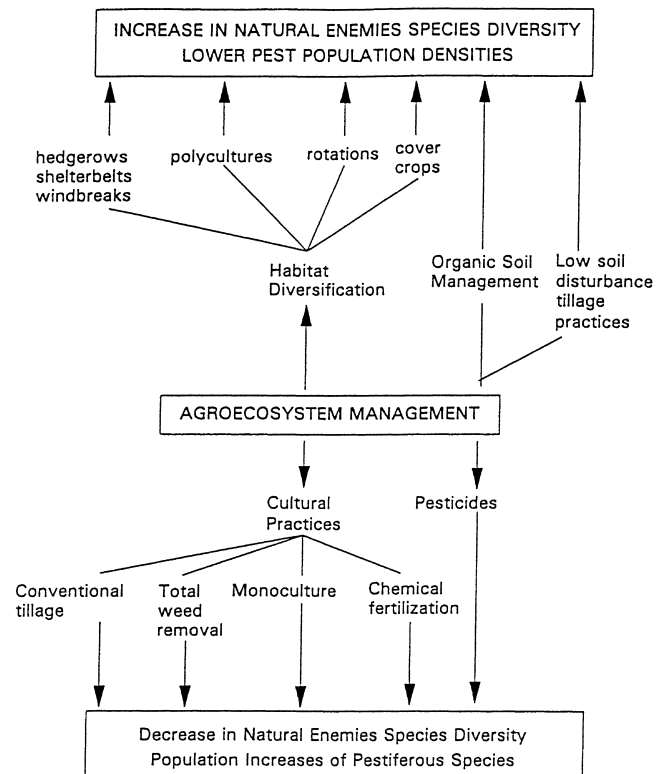 INCREASE IN NATURAL ENEMIES SPECIES DIVERSITY
LOWER PEST POPULATION DENSITIES
hedgerows
shelterbelts
windbreaks
polycultures
rotations
cover
crops
Habitat
Diversification
Organic Soil
Management
Low soil
disturbance
tillage
practices
AGROECOSYSTEM MANAGEMENT
Cultural
Practices
Pesticides
Conventional
tillage
Total
weed
removal
Monoculture
Chemical
fertilization
Decrease in Natural Enemies Species Diversity
Population Increases of Pestiferous Species